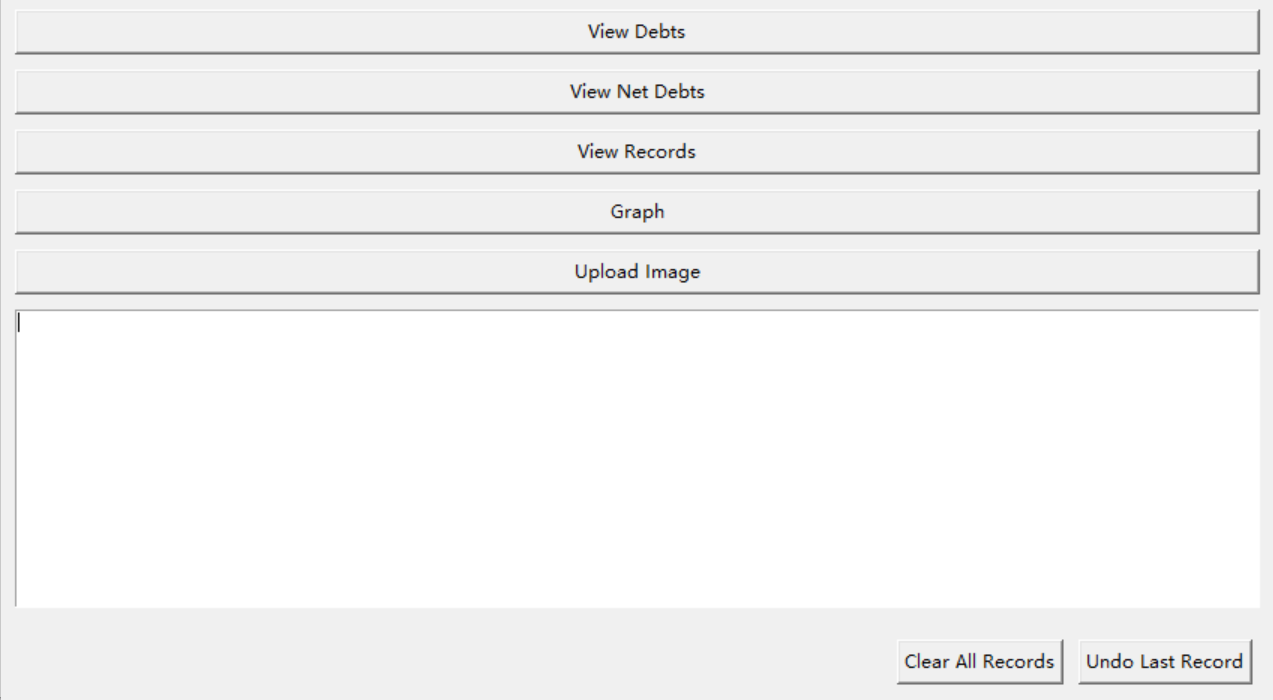 View Debts
View Net Debts
View Records
Graph
Upload Image
Clear All Records Undo Last Record